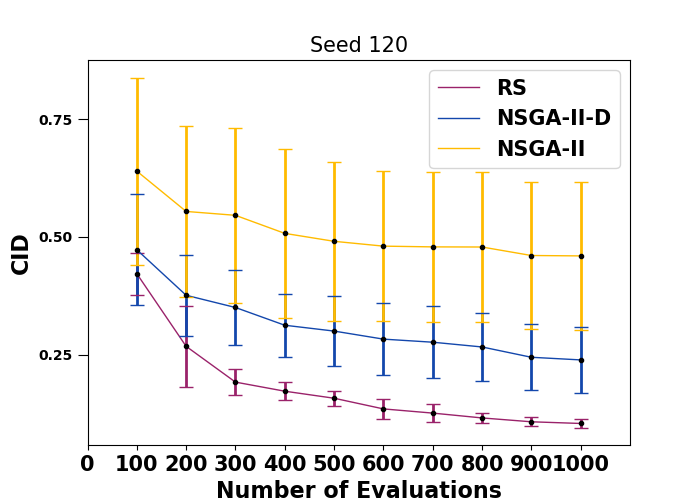 Seed 120
RS
NSGA-II-D
NSGA-II
0.75
0.50
0.25
CID
0 100 200 300 400 500 600 700 800 9001000
Number of Evaluations